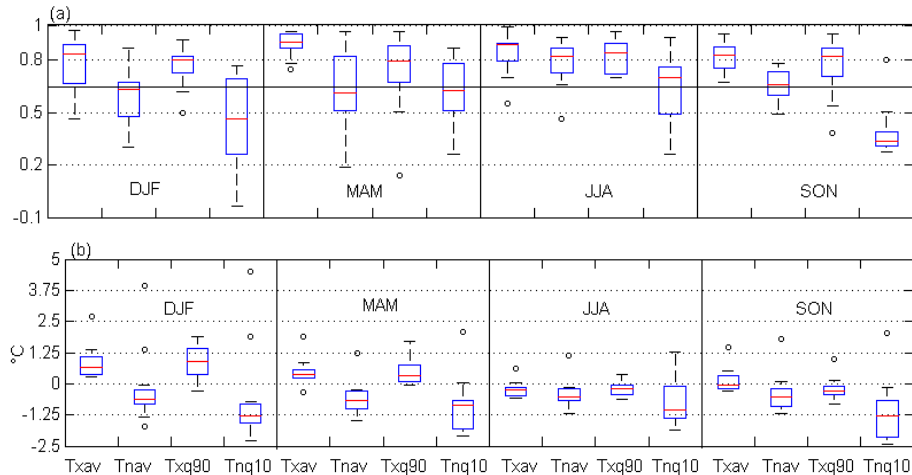 (a)
1
0.8
0.5
0.2
-0.1
DJF
MAM
JJA
SON
(b)
5
3.75
2.5
1.25
0
-1.25
-2.5
°C
DJF
MAM
JJA
SON
Txav Tnav Txq90 Tnq10 Txav Tnav Txq90 Tnq10 Txav Tnav Txq90 Tnq10 Txav Tnav Txq90 Tnq10